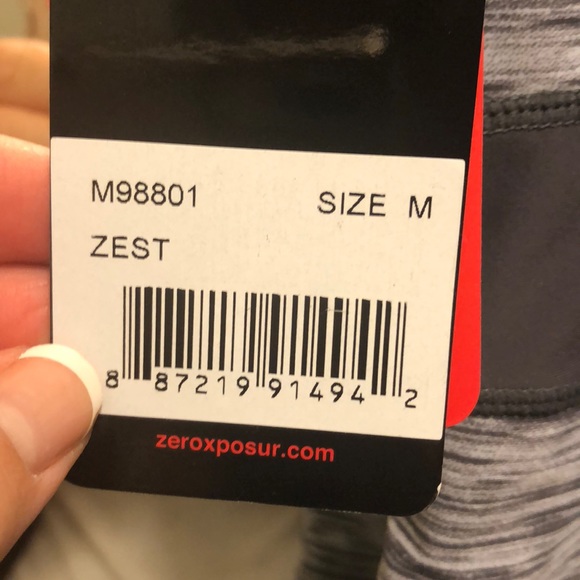 M98801 SIZE M
ZEST
8 87219 91494 2
zeroxposur.com